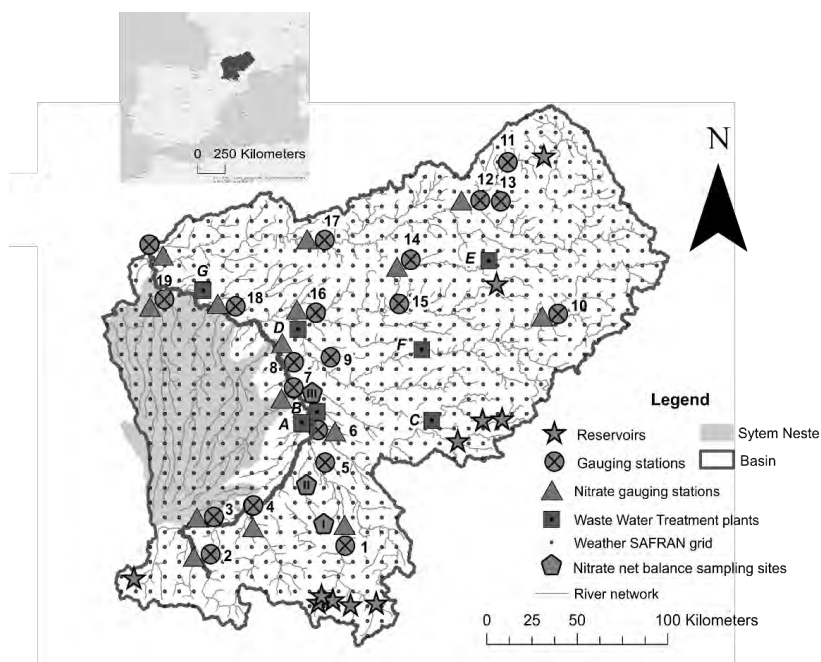 0 250 Kilometers
N
11
12 13
17
14
E
G
19
18
16
15
10
D
F
9
8
7
III
B
A
6
C
5
II
4
3
I
2
1
Legend
Reservoirs
Sytem Neste
Gauging stations
Basin
Nitrate gauging stations
Waste Water Treatment plants
Weather SAFRAN grid
Nitrate net balance sampling sites
River network
0 25 50 100 Kilometers